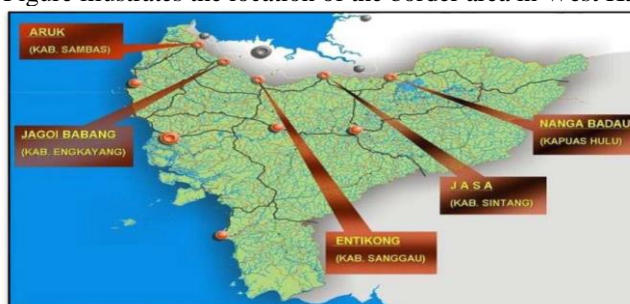 Figure illustrates the location of the border area in West
ARUK
(KAB. SAMBAS)
JAGOI BABANG
(KAB. ENGKAYANG)
NANGA BADAU
(KAPUAS HULU)
J A S A
(KAB. SINTANG)
ENTIKONG
(KAB. SANGGAU)